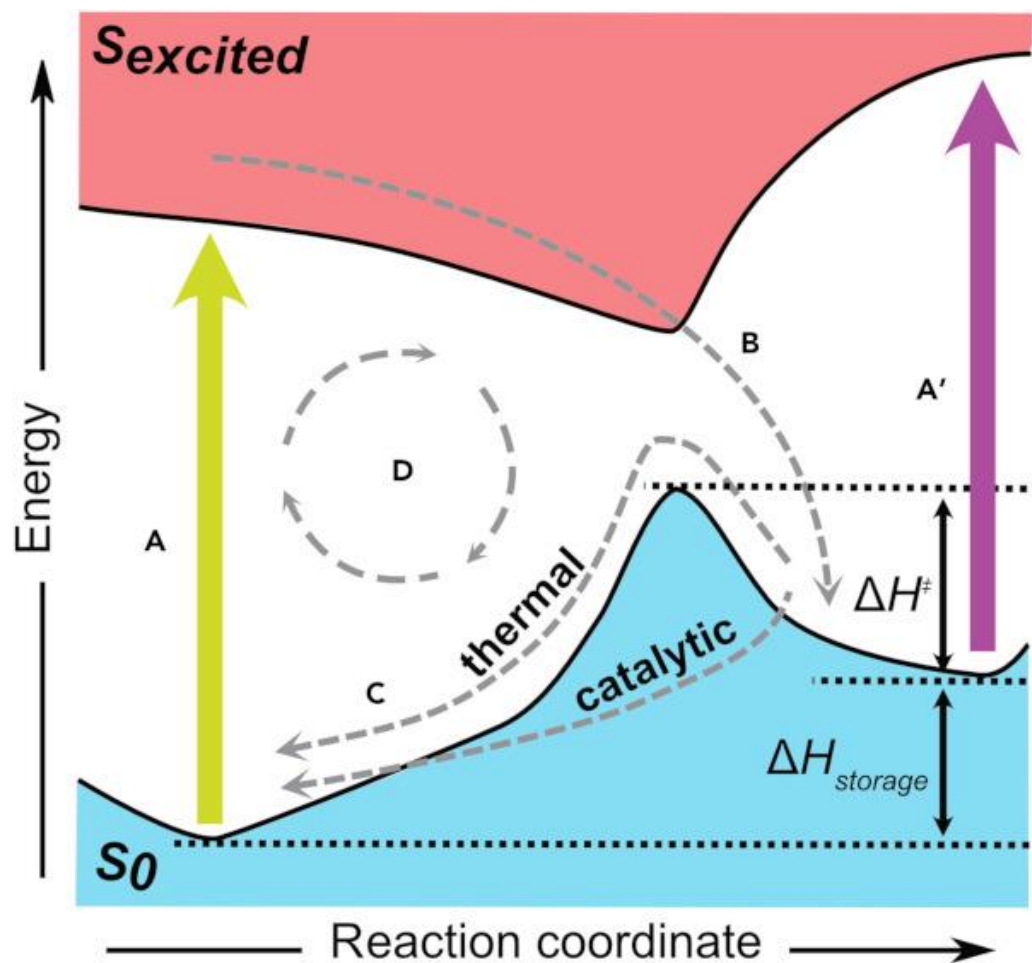 Sexcited
B
A′
D
A
ΔH‡
thermal
catalytic
C
ΔHstorage
S0
Energy
Reaction coordinate